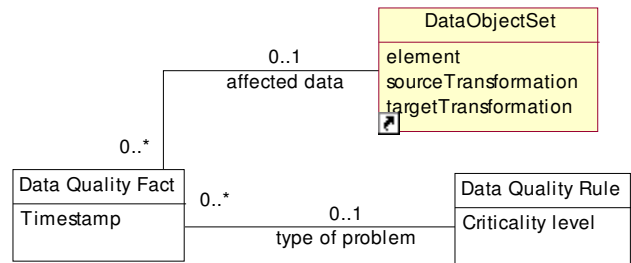 DataObjectSet
element
sourceTransformation
targetTransformation
0..1
affected data
0..*
Data Quality Fact
Timestamp
0..*
0..1
type of problem
Data Quality Rule
Criticality level